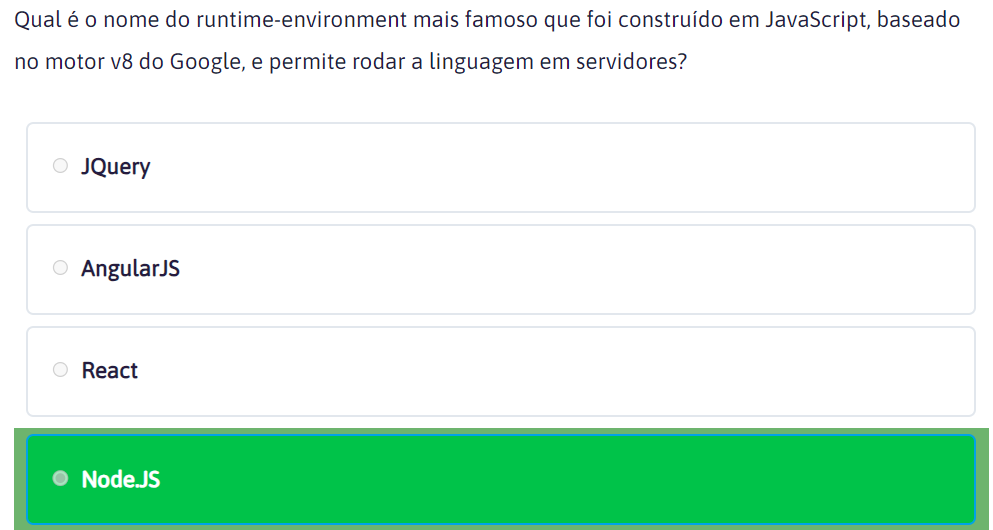 Qual é o nome do runtime-environment mais famoso que foi construído em JavaScript, baseado
no motor v8 do Google, e permite rodar a linguagem em servidores?
JQuery
AngularJS
React
Node.JS